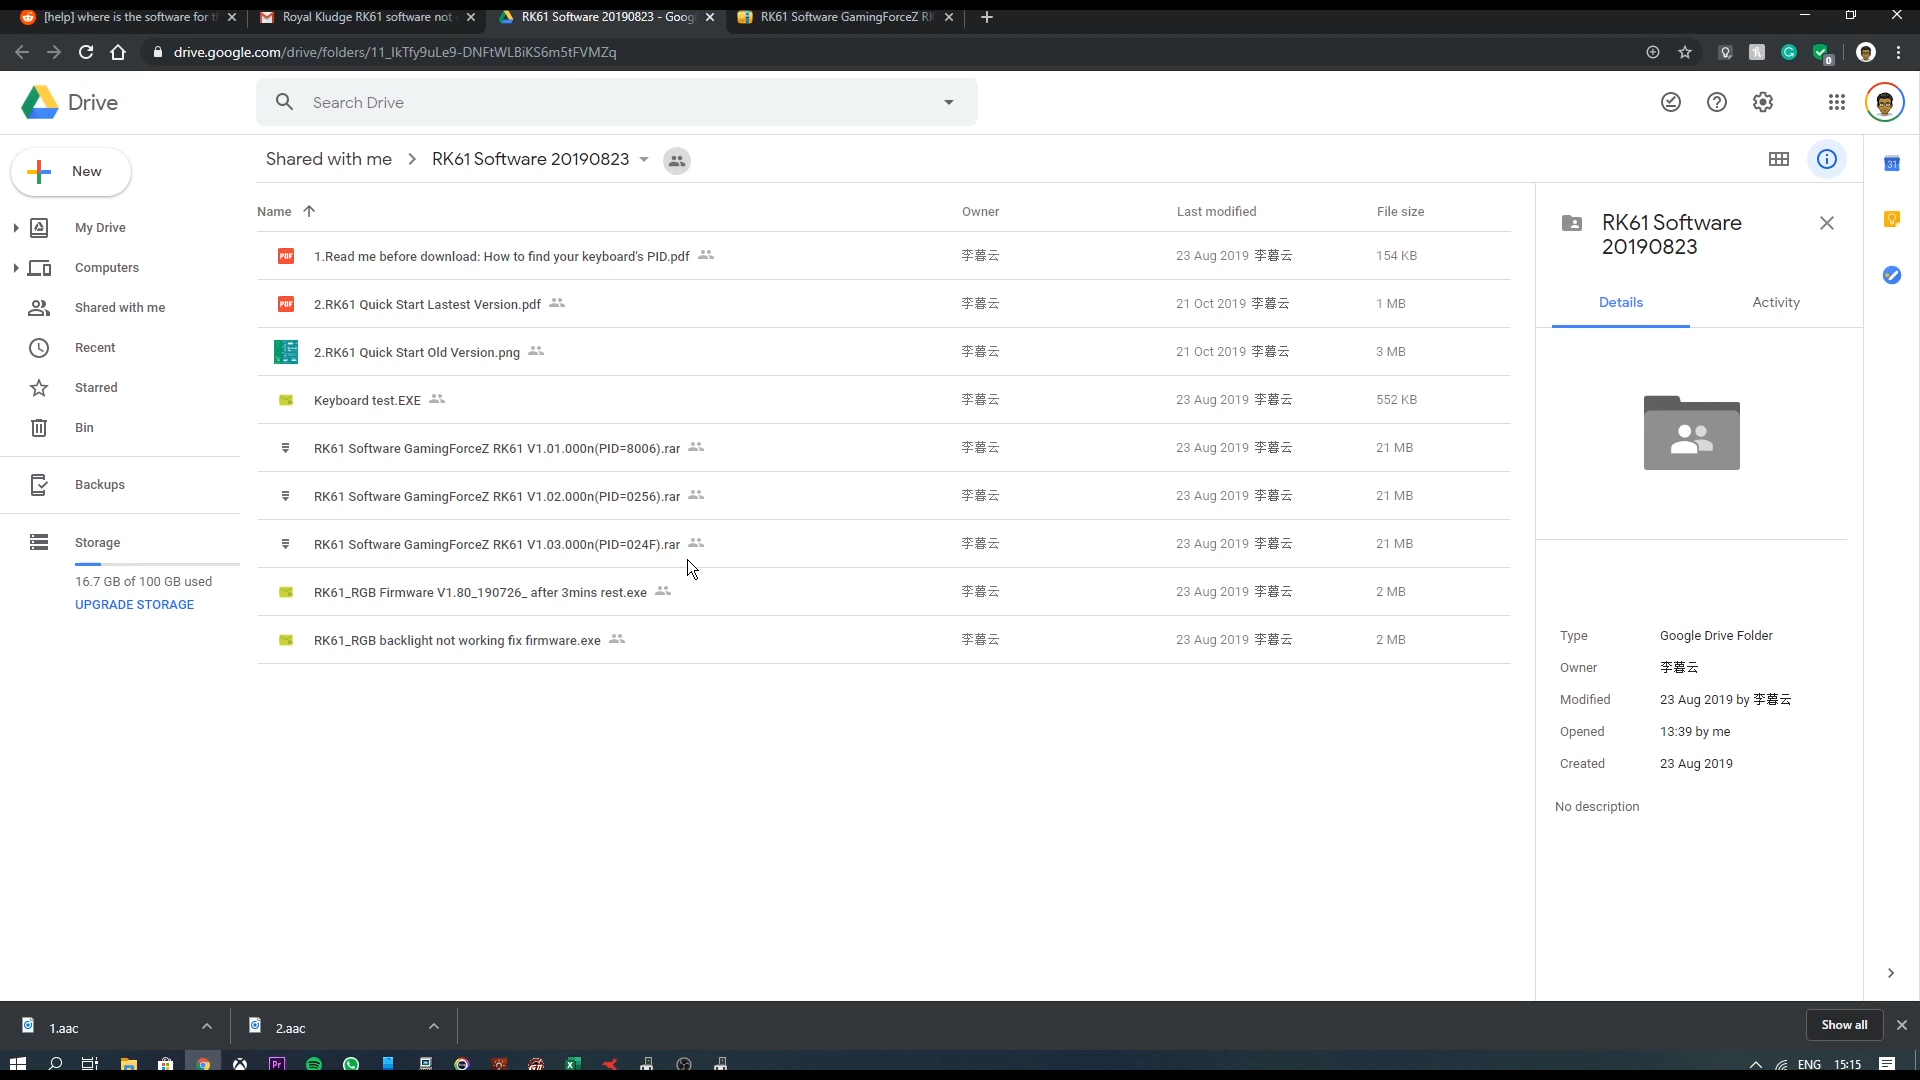 [help] where is the software for t
Royal Kludge RK61 software not
RK61 Software 20190823 - Goog
RK61 Software GamingForceZ RK
drive.google.com/drive/folders/11_IkTfy9uLe9-DNFtWLBiKS6m5tFVMZq
0
Drive
Search Drive
New
My Drive
Computers
Shared with me
Recent
Starred
Bin
Backups
Storage
16.7 GB of 100 GB used
UPGRADE STORAGE
Shared with me > RK61 Software 20190823
Name Owner Last modified File size
PDF 1.Read me before download: How to find your keyboard's PID.pdf 李暮云 23 Aug 2019 李暮云 154 KB
PDF 2.RK61 Quick Start Lastest Version.pdf 李暮云 21 Oct 2019 李暮云 1 MB
2.RK61 Quick Start Old Version.png 李暮云 21 Oct 2019 李暮云 3 MB
Keyboard test.EXE 李暮云 23 Aug 2019 李暮云 552 KB
RK61 Software GamingForceZ RK61 V1.01.000n(PID=8006).rar 李暮云 23 Aug 2019 李暮云 21 MB
RK61 Software GamingForceZ RK61 V1.02.000n(PID=0256).rar 李暮云 23 Aug 2019 李暮云 21 MB
RK61 Software GamingForceZ RK61 V1.03.000n(PID=024F).rar 李暮云 23 Aug 2019 李暮云 21 MB
RK61_RGB Firmware V1.80_190726_ after 3mins rest.exe 李暮云 23 Aug 2019 李暮云 2 MB
RK61_RGB backlight not working fix firmware.exe 李暮云 23 Aug 2019 李暮云 2 MB
RK61 Software
20190823
Details Activity
Type Google Drive Folder
Owner 李暮云
Modified 23 Aug 2019 by 李暮云
Opened 13:39 by me
Created 23 Aug 2019
No description
31
1.aac
2.aac
Show all
Pr
ENG 15:15